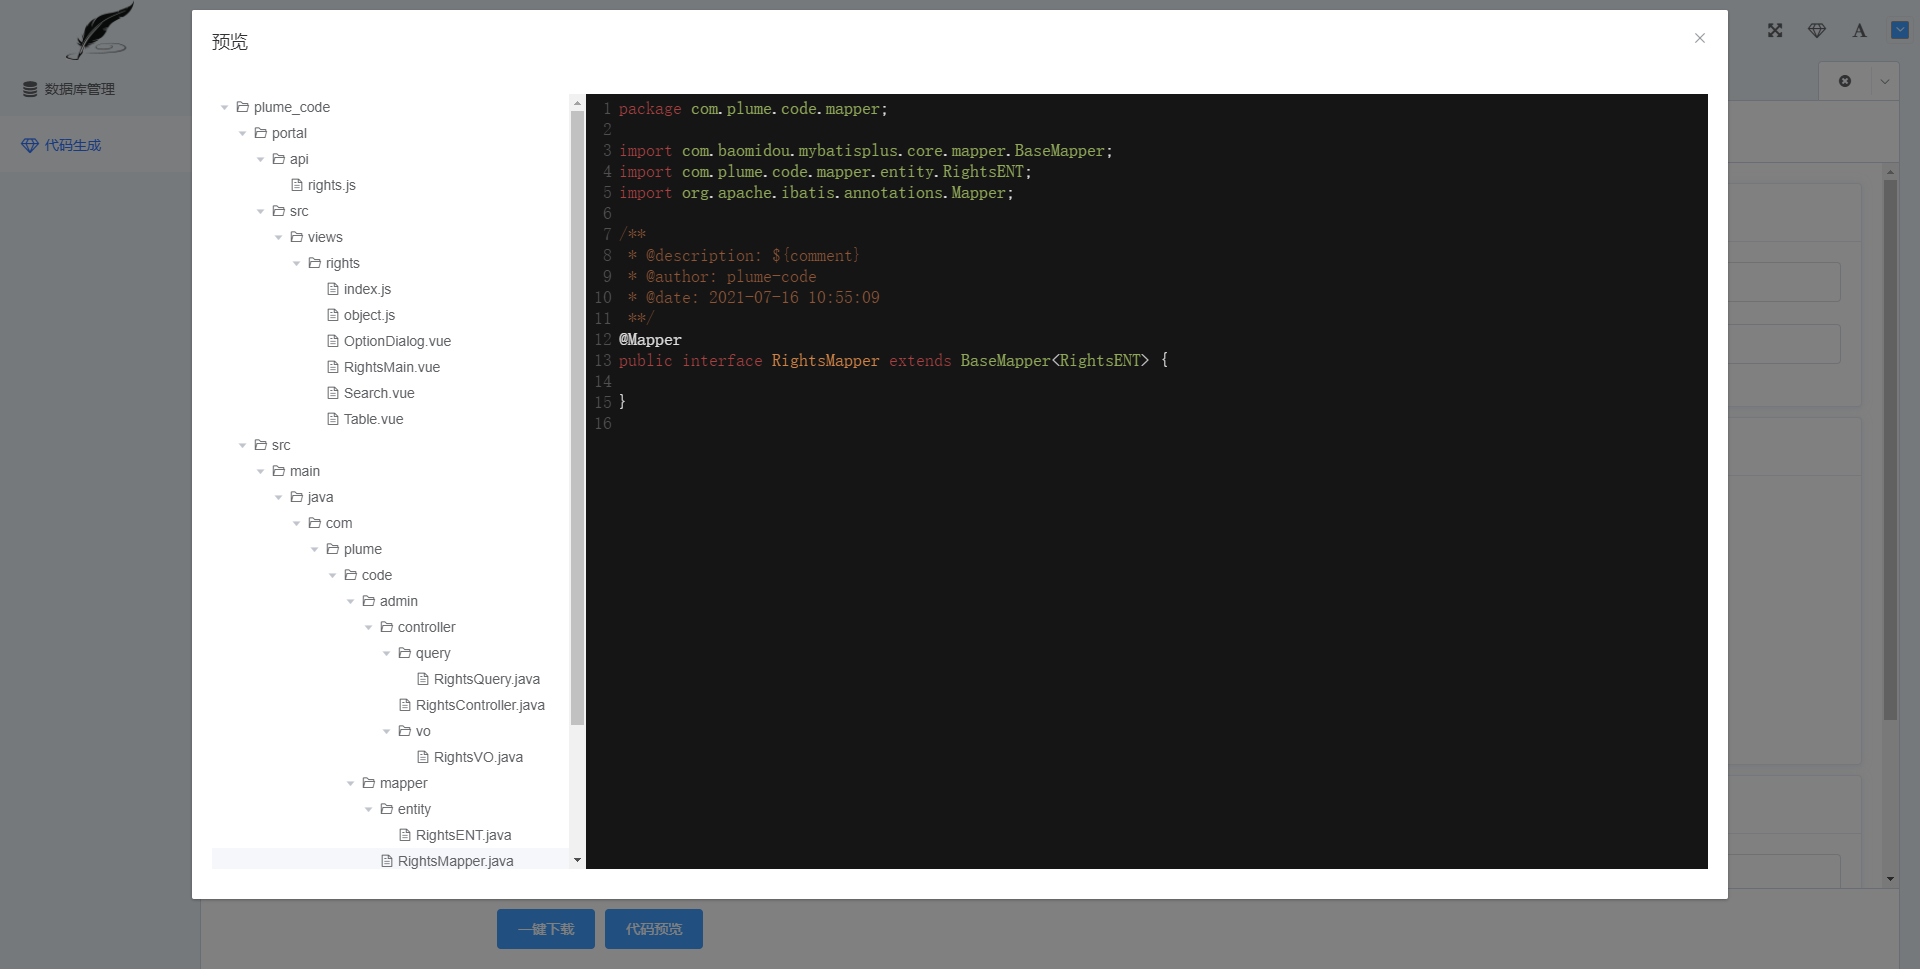 预览
数据库管理
代码生成
plume_code
portal
api
rights.js
src
views
rights
index.js
object.js
OptionDialog.vue
RightsMain.vue
Search.vue
Table.vue
src
main
java
com
plume
code
admin
controller
query
RightsQuery.java
RightsController.java
vo
RightsVO.java
mapper
entity
RightsENT.java
RightsMapper.java
1 package com.plume.code.mapper;
2
3 import com.baomidou.mybatisplus.core.mapper.BaseMapper;
4 import com.plume.code.mapper.entity.RightsENT;
5 import org.apache.ibatis.annotations.Mapper;
6
7 /**
8  * @description: ${comment}
9  * @author: plume-code
10  * @date: 2021-07-16 10:55:09
11  **/
12 @Mapper
13 public interface RightsMapper extends BaseMapper<RightsENT> {
14
15 }
16
A
一键下载 代码预览